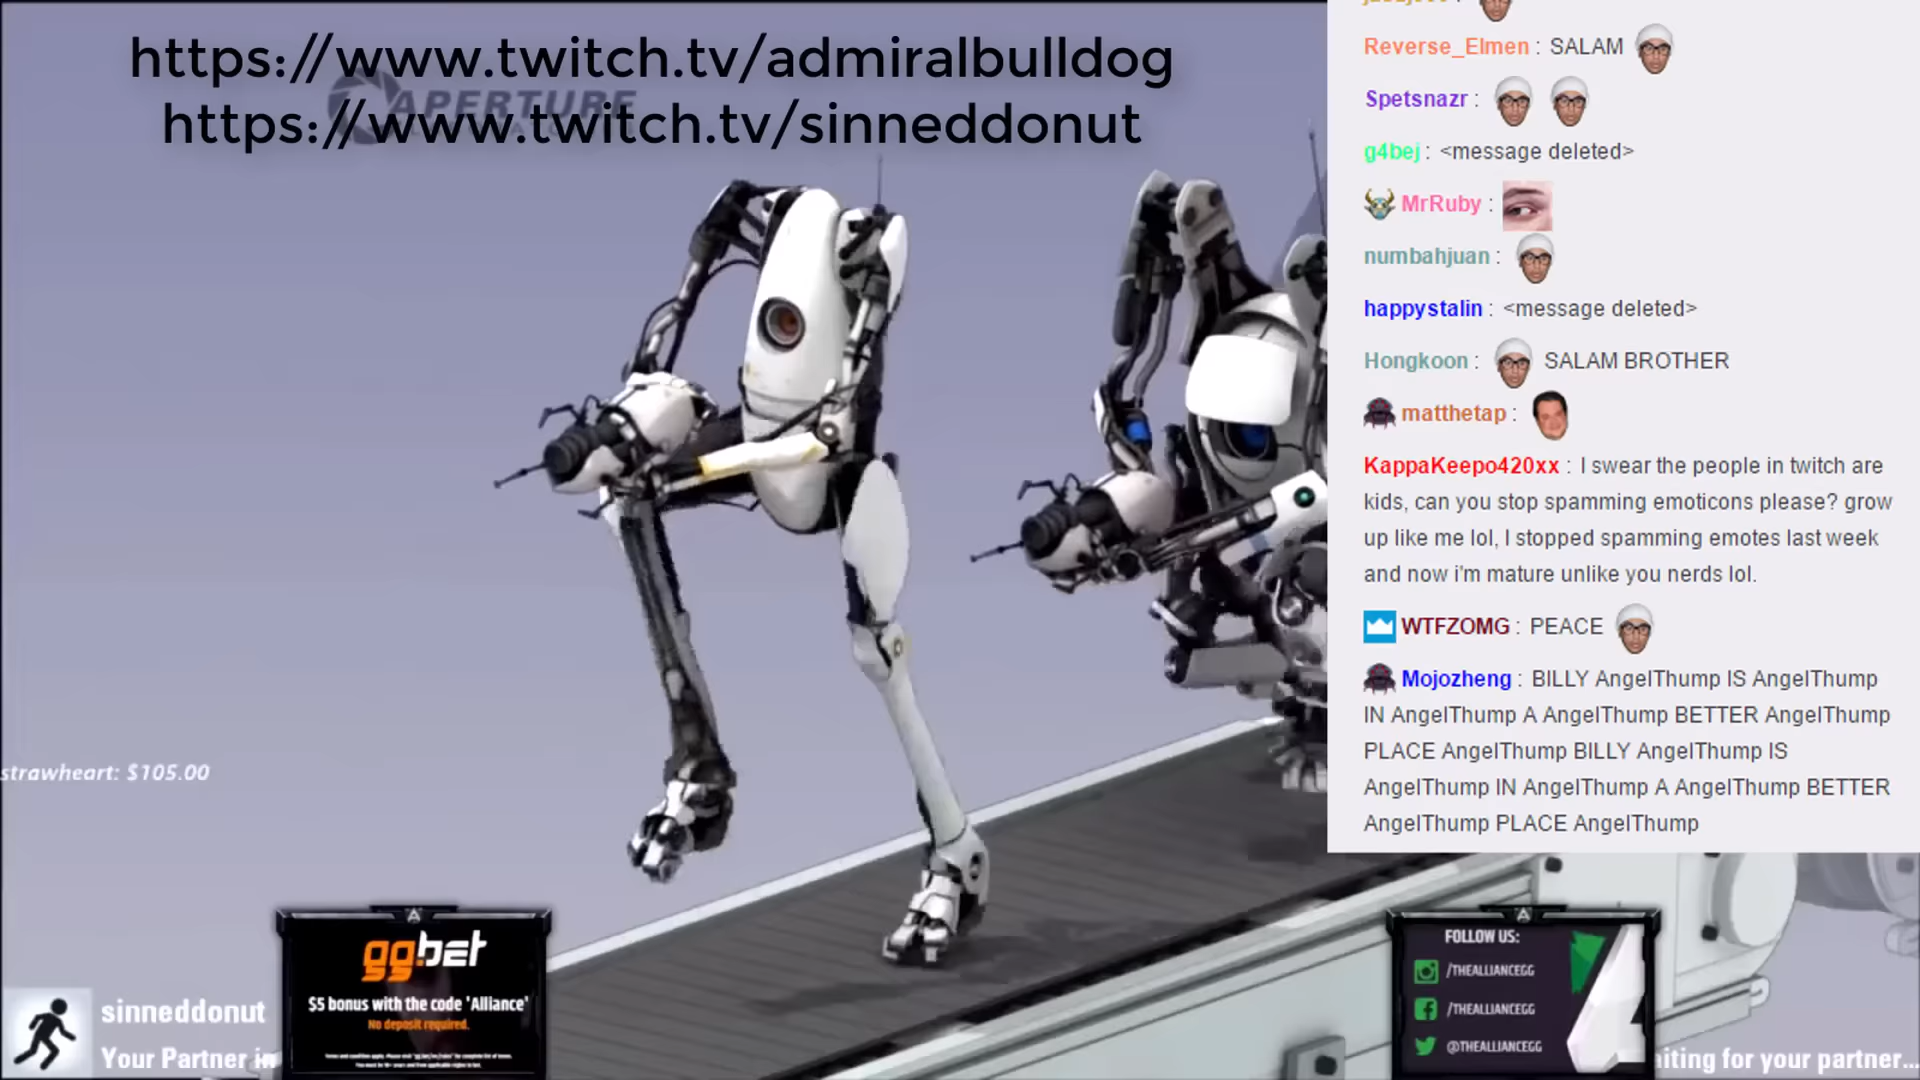 https://www.twitch.tv/admiralbulldog
APERTURE
https://www.twitch.tv/sinneddonut
Reverse_Elmen : SALAM
Spetsnazr :
g4bej : <message deleted>
MrRuby :
numbahjuan :
happystalin : <message deleted>
Hongkoon : SALAM BROTHER
matthetap :
KappaKeepo420xx : I swear the people in twitch are
kids, can you stop spamming emoticons please? grow
up like me lol, I stopped spamming emotes last week
and now i'm mature unlike you nerds lol.
WTFZOMG : PEACE
Mojozheng : BILLY AngelThump IS AngelThump
IN AngelThump A AngelThump BETTER AngelThump
PLACE AngelThump BILLY AngelThump IS
AngelThump IN AngelThump A AngelThump BETTER
AngelThump PLACE AngelThump
strawheart: $105.00
sinneddonut
Your Partner in
gg.bet
$5 bonus with the code 'Alliance'
No deposit required.
FOLLOW US:
/THEALLIANCEGG
/THEALLIANCEGG
@THEALLIANCEGG
aiting for your partner...